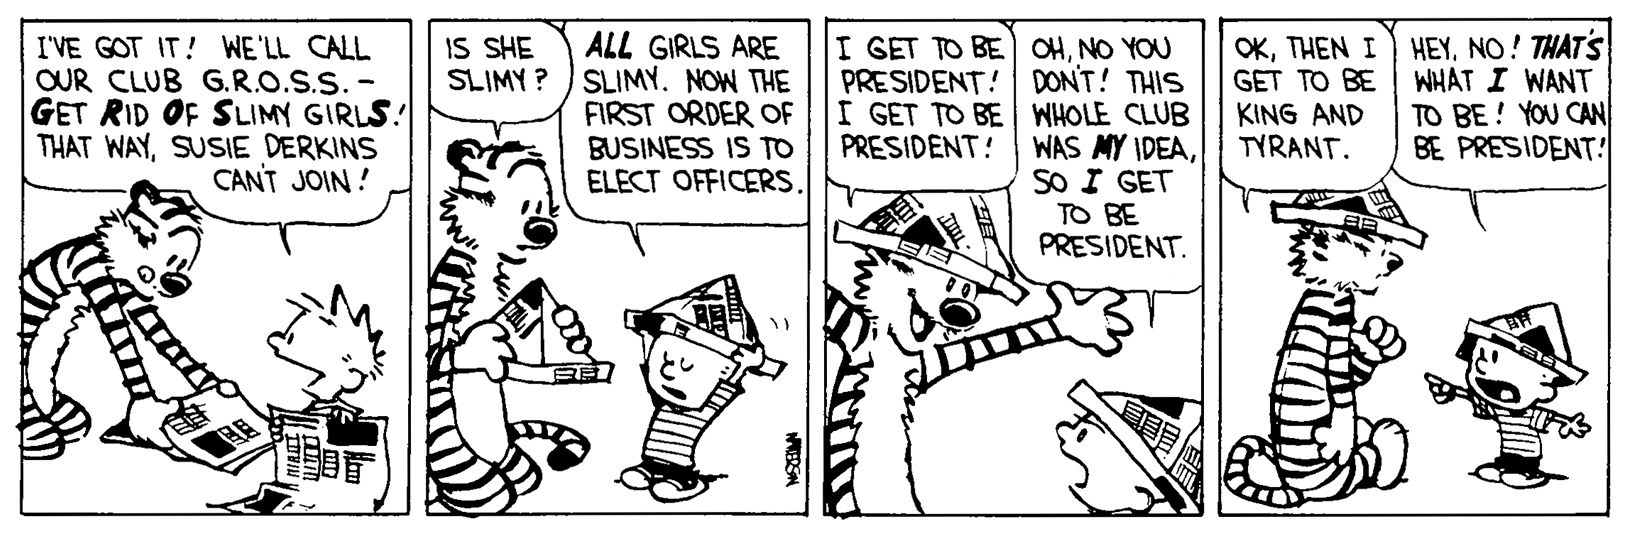 I'VE GOT IT! WE'LL CALL
OUR CLUB G.R.O.S.S. -
GET RID OF SLIMY GIRLS!
THAT WAY, SUSIE DERKINS
CAN'T JOIN!
IS SHE
SLIMY?
ALL GIRLS ARE
SLIMY. NOW THE
FIRST ORDER OF
BUSINESS IS TO
ELECT OFFICERS.
WATTERSON
I GET TO BE
PRESIDENT!
I GET TO BE
PRESIDENT!
OH, NO YOU
DON'T! THIS
WHOLE CLUB
WAS MY IDEA,
SO I GET
TO BE
PRESIDENT.
OK, THEN I
GET TO BE
KING AND
TYRANT.
HEY, NO! THAT'S
WHAT I WANT
TO BE! YOU CAN
BE PRESIDENT!